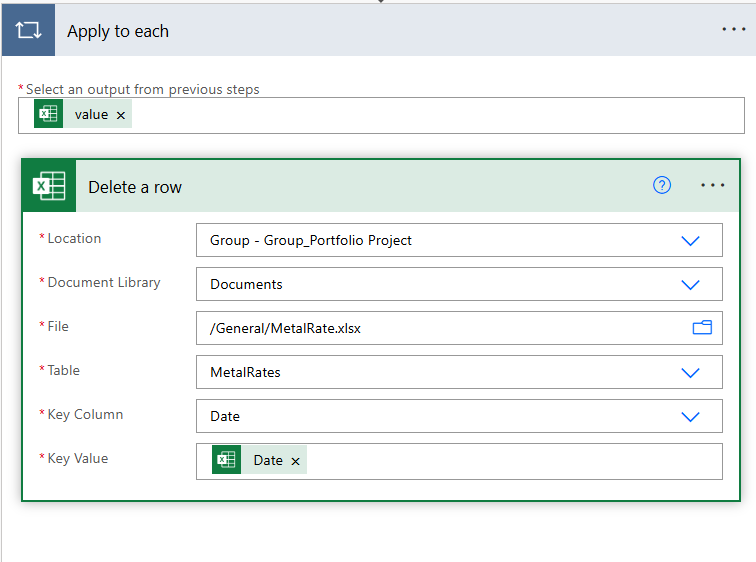 Apply to each
* Select an output from previous steps
value ×
Delete a row
* Location Group - Group_Portfolio Project
* Document Library Documents
* File /General/MetalRate.xlsx
* Table MetalRates
* Key Column Date
* Key Value Date ×